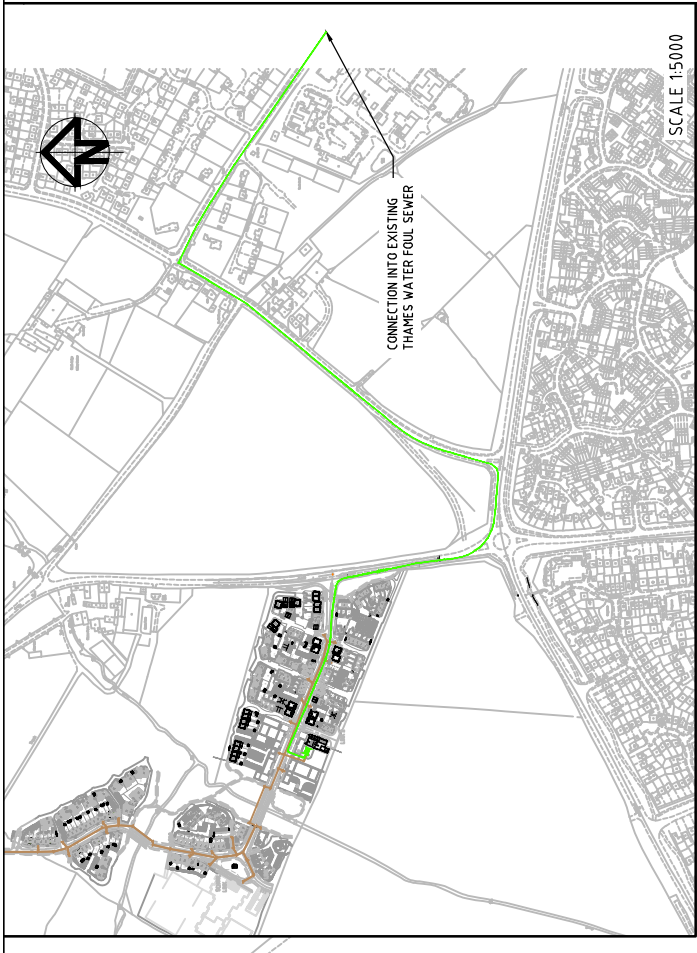 N
CONNECTION INTO EXISTING
THAMES WATER FOUL SEWER
SCALE 1:5000